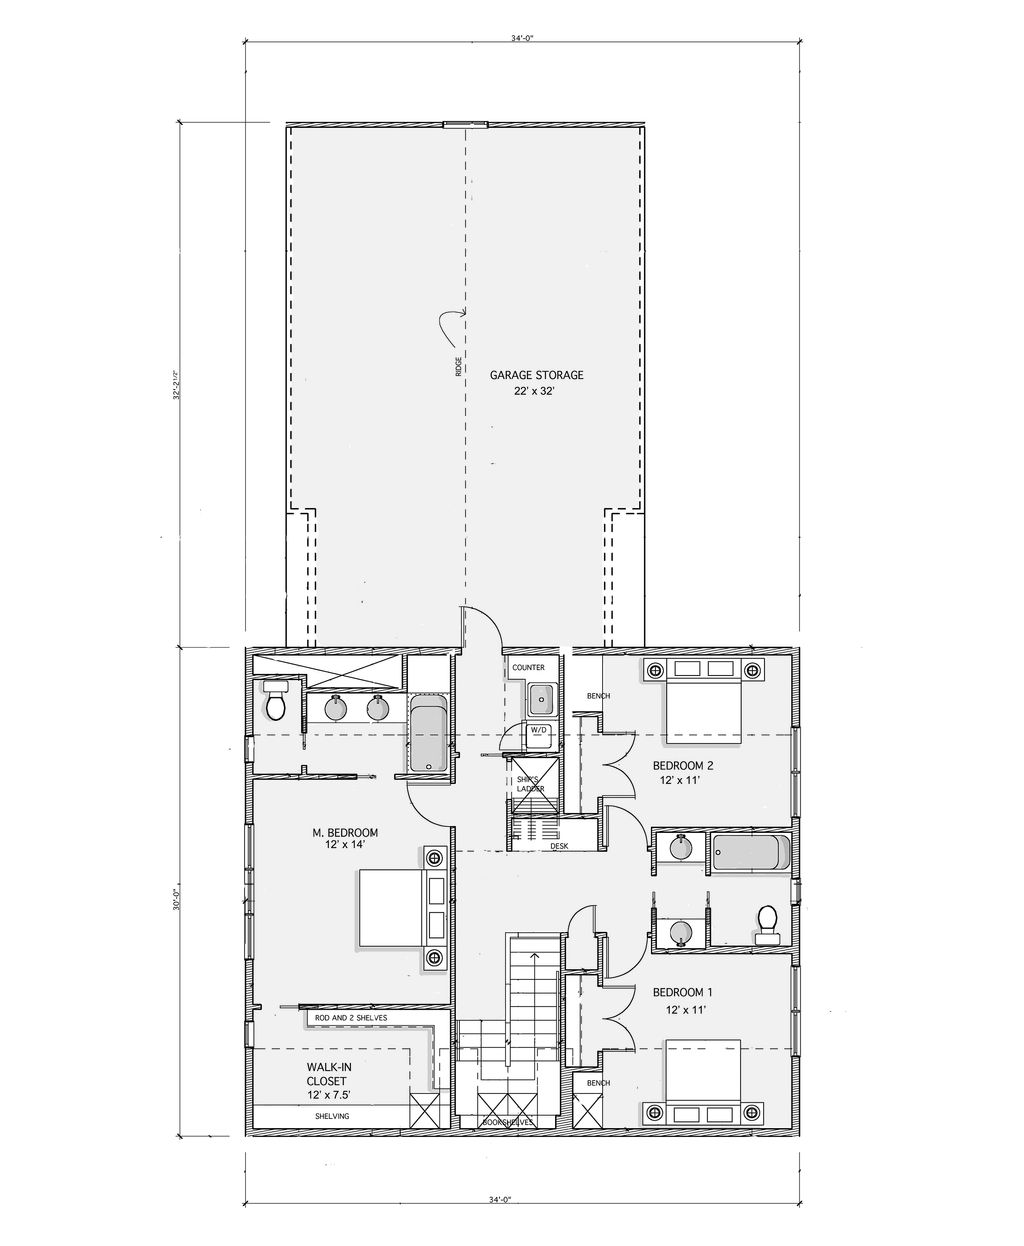 34'-0"
32'-2 1/2"
RIDGE
GARAGE STORAGE
22' x 32'
COUNTER
BENCH
W/D
BEDROOM 2
12' x 11'
SHIP'S
LADDER
M. BEDROOM
12' x 14'
DESK
30'-0"
BEDROOM 1
12' x 11'
ROD AND 2 SHELVES
WALK-IN
CLOSET
12' x 7.5'
BENCH
SHELVING
BOOKSHELVES
34'-0"